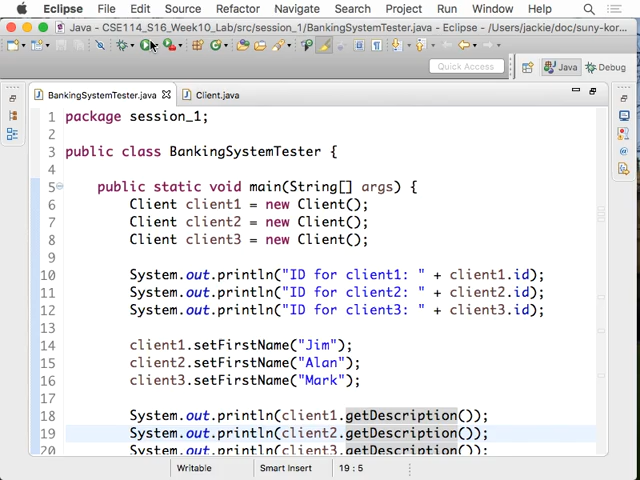 Eclipse File Edit Source Refactor Navigate Search Project Run Window Help
Java - CSE114_S16_Week10_Lab/src/session_1/BankingSystemTester.java - Eclipse - /Users/jackie/doc/suny-kor...
Quick Access Java Debug
BankingSystemTester.java Client.java
1 package session_1;
2
3 public class BankingSystemTester {
4
5 public static void main(String[] args) {
6 Client client1 = new Client();
7 Client client2 = new Client();
8 Client client3 = new Client();
9
10 System.out.println("ID for client1: " + client1.id);
11 System.out.println("ID for client2: " + client2.id);
12 System.out.println("ID for client3: " + client3.id);
13
14 client1.setFirstName("Jim");
15 client2.setFirstName("Alan");
16 client3.setFirstName("Mark");
17
18 System.out.println(client1.getDescription());
19 System.out.println(client2.getDescription());
20 System.out.println(client3.getDescription());
Writable Smart Insert 19 : 5